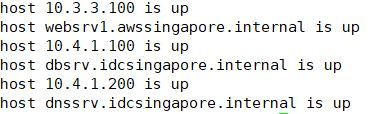 host 10.3.3.100 is up
host websrv1.awssingapore.internal is up
host 10.4.1.100 is up
host dbsrv.idcsingapore.internal is up
host 10.4.1.200 is up
host dnssrv.idcsingapore.internal is up